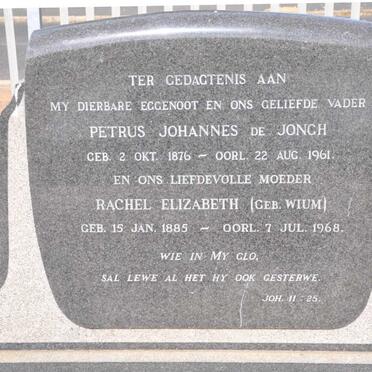 TER GEDAGTENIS AAN
MY DIERBARE EGGENOOT EN ONS GELIEFDE VADER
PETRUS JOHANNES DE JONGH
GEB. 2 OKT. 1876 – OORL. 22 AUG. 1961.
EN ONS LIEFDEVOLLE MOEDER
RACHEL ELIZABETH (GEB. WIUM)
GEB. 15 JAN. 1885 – OORL. 7 JUL. 1968.
WIE IN MY GLO,
SAL LEWE AL HET HY OOK GESTERWE.
JOH. 11 : 25.